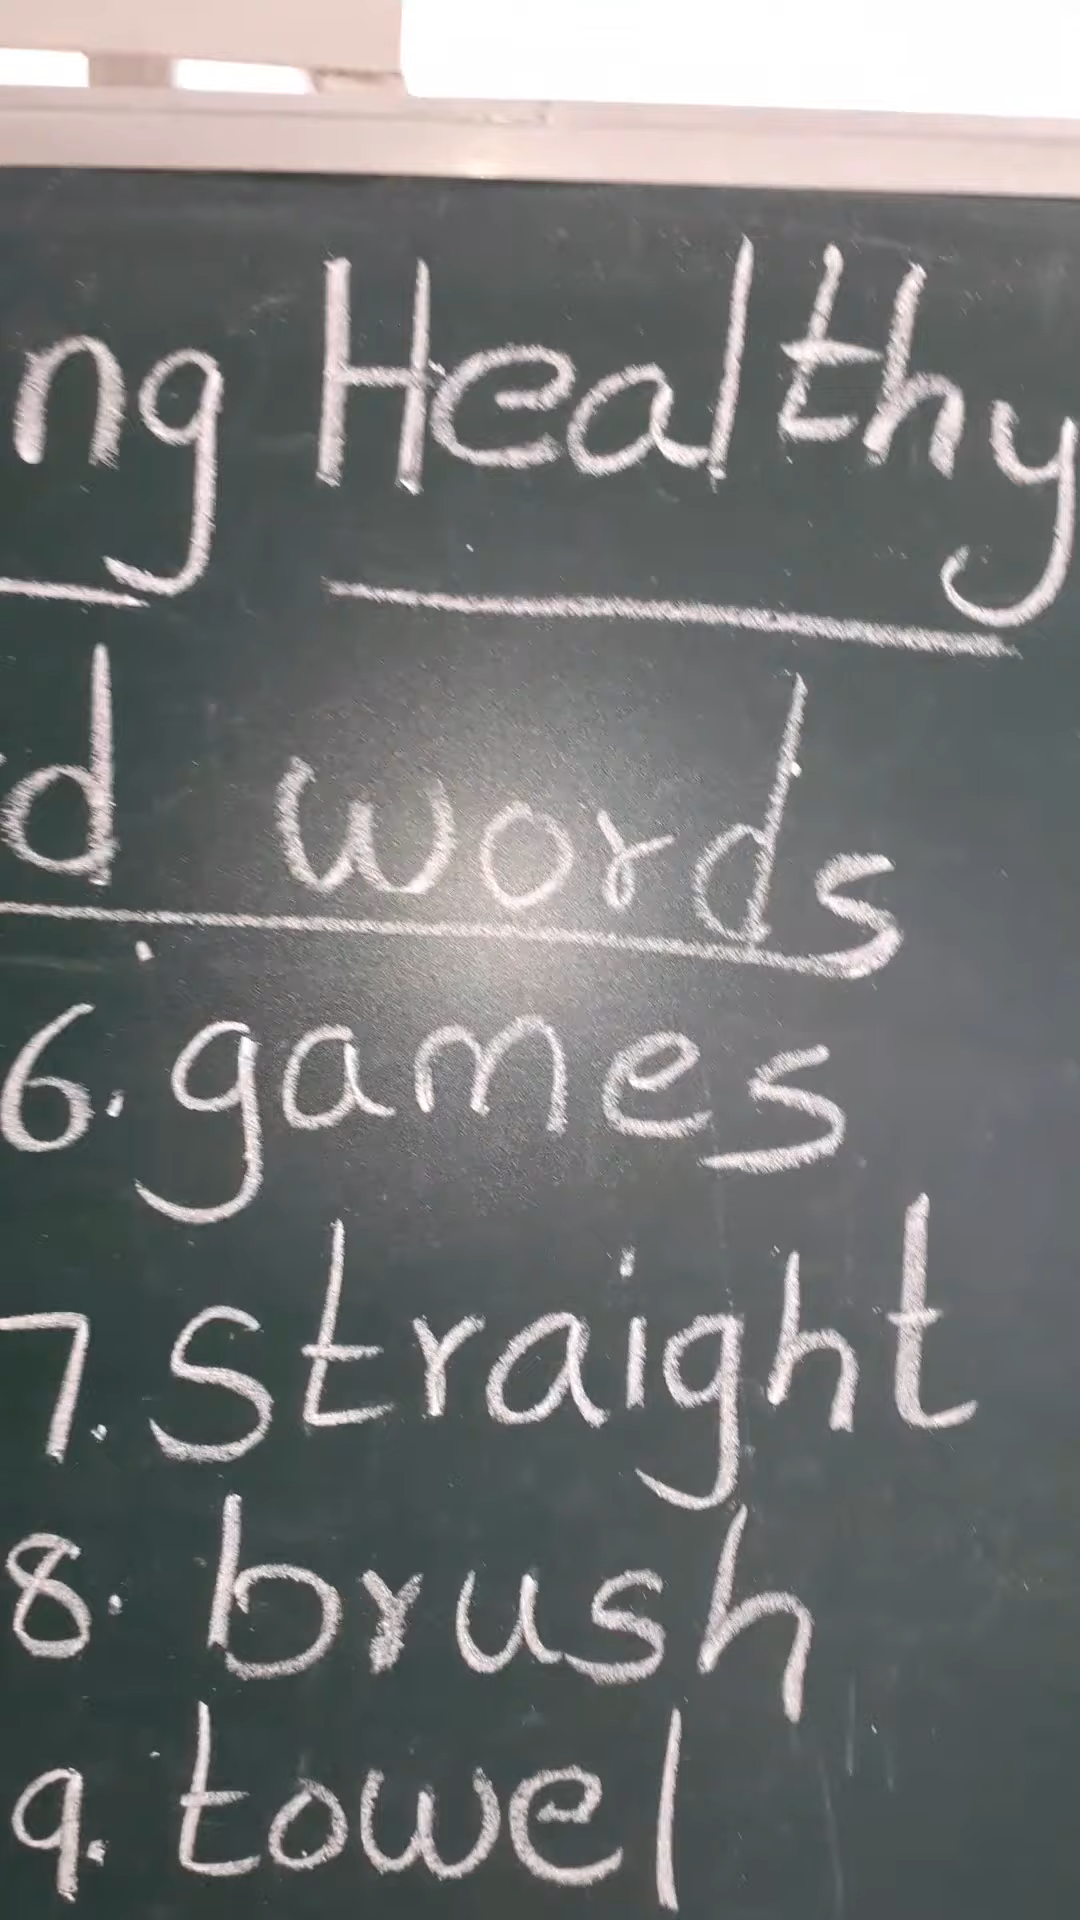 ng Healthy
d words
6. games
7. straight
8. brush
9. towel